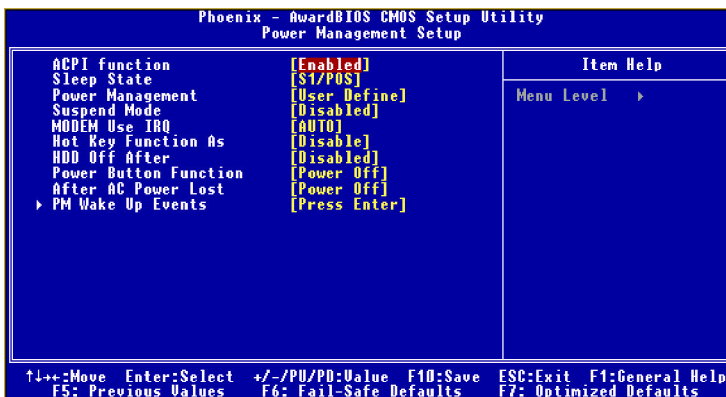 Phoenix - AwardBIOS CMOS Setup Utility
Power Management Setup
ACPI function [Enabled]
Sleep State [S1/POS]
Power Management [User Define]
Suspend Mode [Disabled]
MODEM Use IRQ [AUTO]
Hot Key Function As [Disable]
HDD Off After [Disabled]
Power Button Function [Power Off]
After AC Power Lost [Power Off]
▸ PM Wake Up Events [Press Enter]
Item Help
Menu Level ▸
↑↓→←:Move Enter:Select +/-/PU/PD:Value F10:Save ESC:Exit F1:General Help
F5: Previous Values F6: Fail-Safe Defaults F7: Optimized Defaults